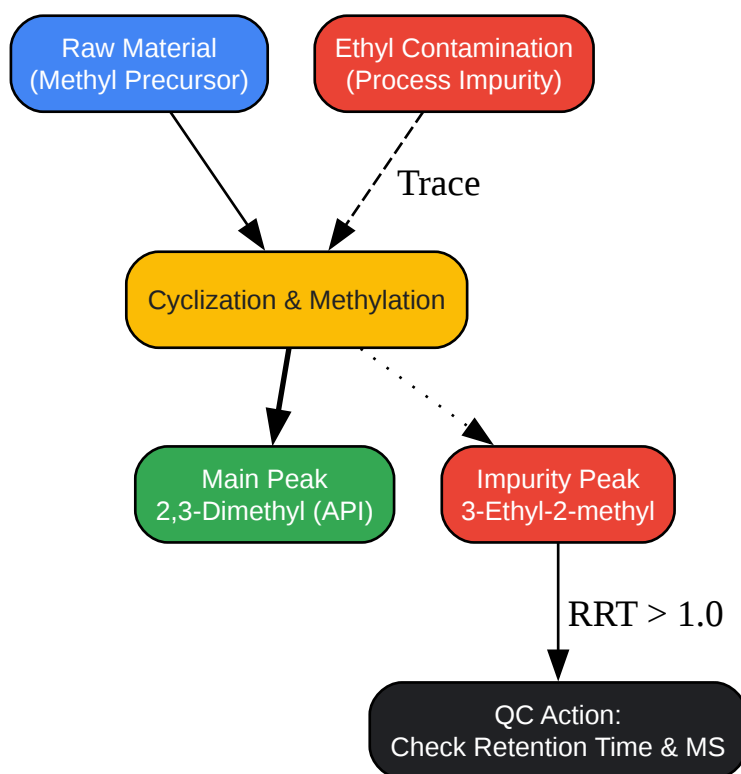 Raw Material
(Methyl Precursor)
Ethyl Contamination
(Process Impurity)
Trace
Cyclization & Methylation
Main Peak
2,3-Dimethyl (API)
Impurity Peak
3-Ethyl-2-methyl
RRT > 1.0
QC Action:
Check Retention Time & MS